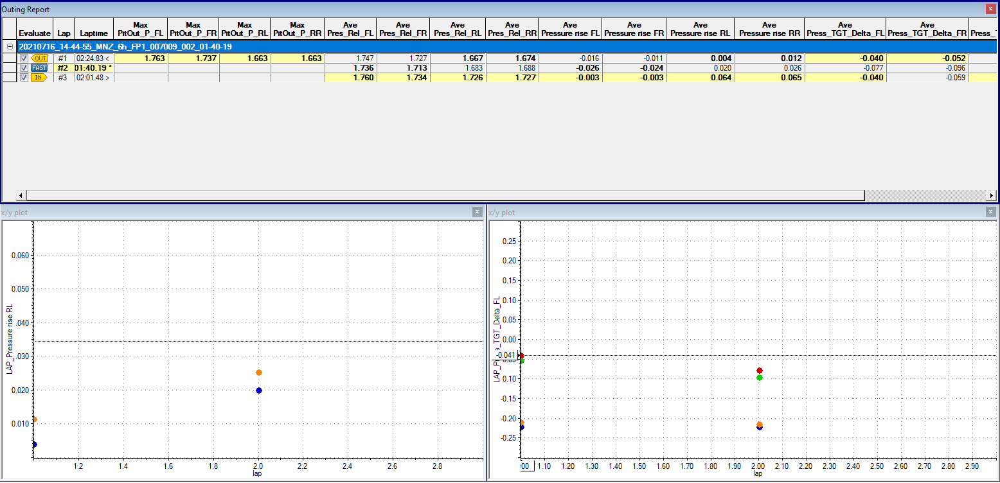 Outing Report
Evaluate Lap Laptime Max PitOut_P_FL Max PitOut_P_FR Max PitOut_P_RL Max PitOut_P_RR Ave Pres_Rel_FL Ave Pres_Rel_FR Ave Pres_Rel_RL Ave Pres_Rel_RR Ave Pressure rise FL Ave Pressure rise FR Ave Pressure rise RL Ave Pressure rise RR Ave Press_TGT_Delta_FL Ave Press_TGT_Delta_FR
20210716_14-44-55_MNZ_6h_FP1_007009_002_01-40-19
OUT #1 02:24.83 < 1.763 1.737 1.663 1.663 1.747 1.727 1.667 1.674 -0.016 -0.011 0.004 0.012 -0.040 -0.052
FAST #2 01:40.19 * 1.736 1.713 1.683 1.688 -0.026 -0.024 0.020 0.026 -0.077 -0.096
IN #3 02:01.48 > 1.760 1.734 1.726 1.727 -0.003 -0.003 0.064 0.065 -0.040 -0.059
x/y plot
0.060
0.050
.040
.030
0.020
0.010
LAP_Pressure rise RL
1.2 1.4 1.6 1.8 2.0 2.2 2.4 2.6 2.8
lap
x/y plot
0.25
0.20
0.15
0.10
0.05
0.00
-0.041
0.10
-0.15
-0.20
-0.25
00 1.10 1.20 1.30 1.40 1.50 1.60 1.70 1.80 1.90 2.00 2.10 2.20 2.30 2.40 2.50 2.60 2.70 2.80 2.90
lap